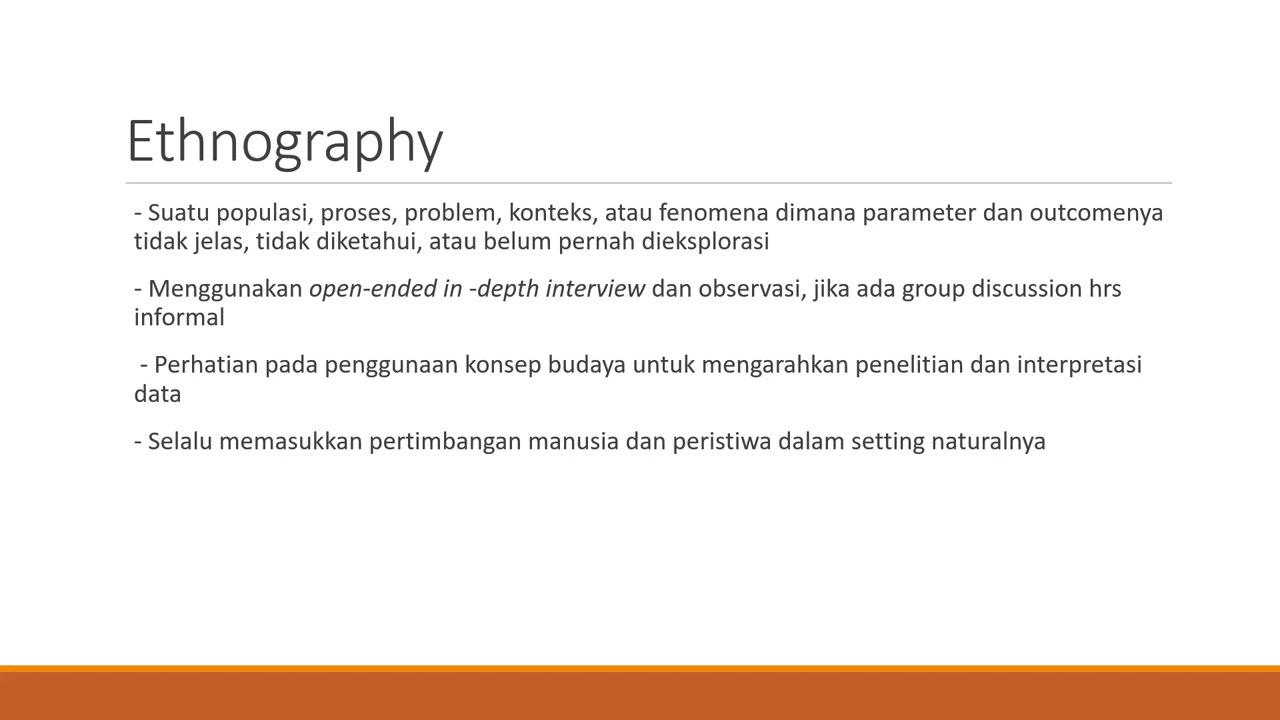 Ethnography
- Suatu populasi, proses, problem, konteks, atau fenomena dimana parameter dan outcomenya
tidak jelas, tidak diketahui, atau belum pernah dieksplorasi
- Menggunakan open-ended in -depth interview dan observasi, jika ada group discussion hrs
informal
- Perhatian pada penggunaan konsep budaya untuk mengarahkan penelitian dan interpretasi
data
- Selalu memasukkan pertimbangan manusia dan peristiwa dalam setting naturalnya